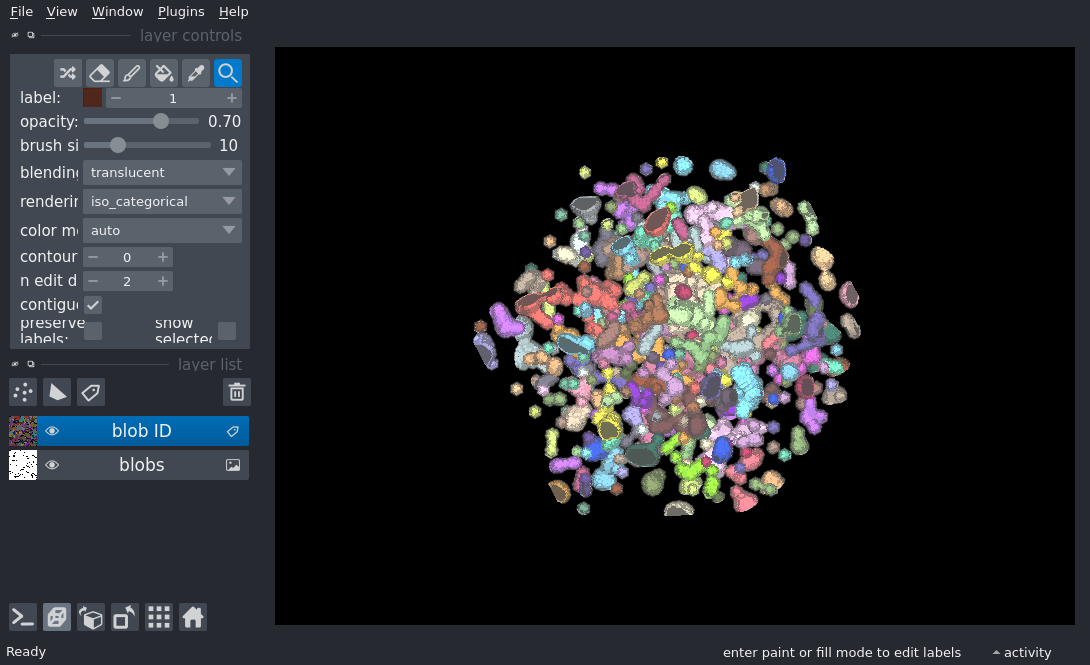 File View Window Plugins Help
layer controls
label: 1
opacity: 0.70
brush si 10
blending translucent
renderin iso_categorical
color m auto
contour 0
n edit d 2
contigu
preserve labels: show selected
layer list
blob ID
blobs
Ready enter paint or fill mode to edit labels activity